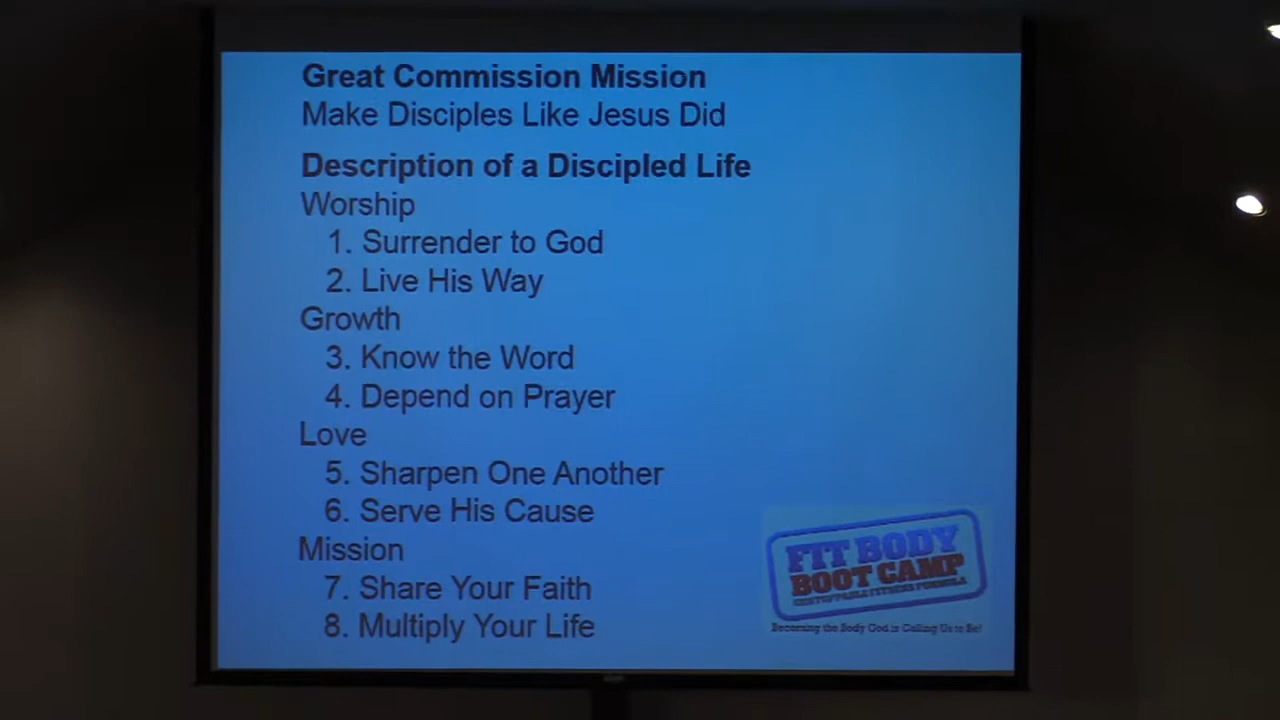 Great Commission Mission
Make Disciples Like Jesus Did
Description of a Discipled Life
Worship
1. Surrender to God
2. Live His Way
Growth
3. Know the Word
4. Depend on Prayer
Love
5. Sharpen One Another
6. Serve His Cause
Mission
7. Share Your Faith
8. Multiply Your Life
FIT BODY
BOOT CAMP
UNSTOPPABLE FITNESS FORMULA
Becoming the Body God is Calling Us to Be!